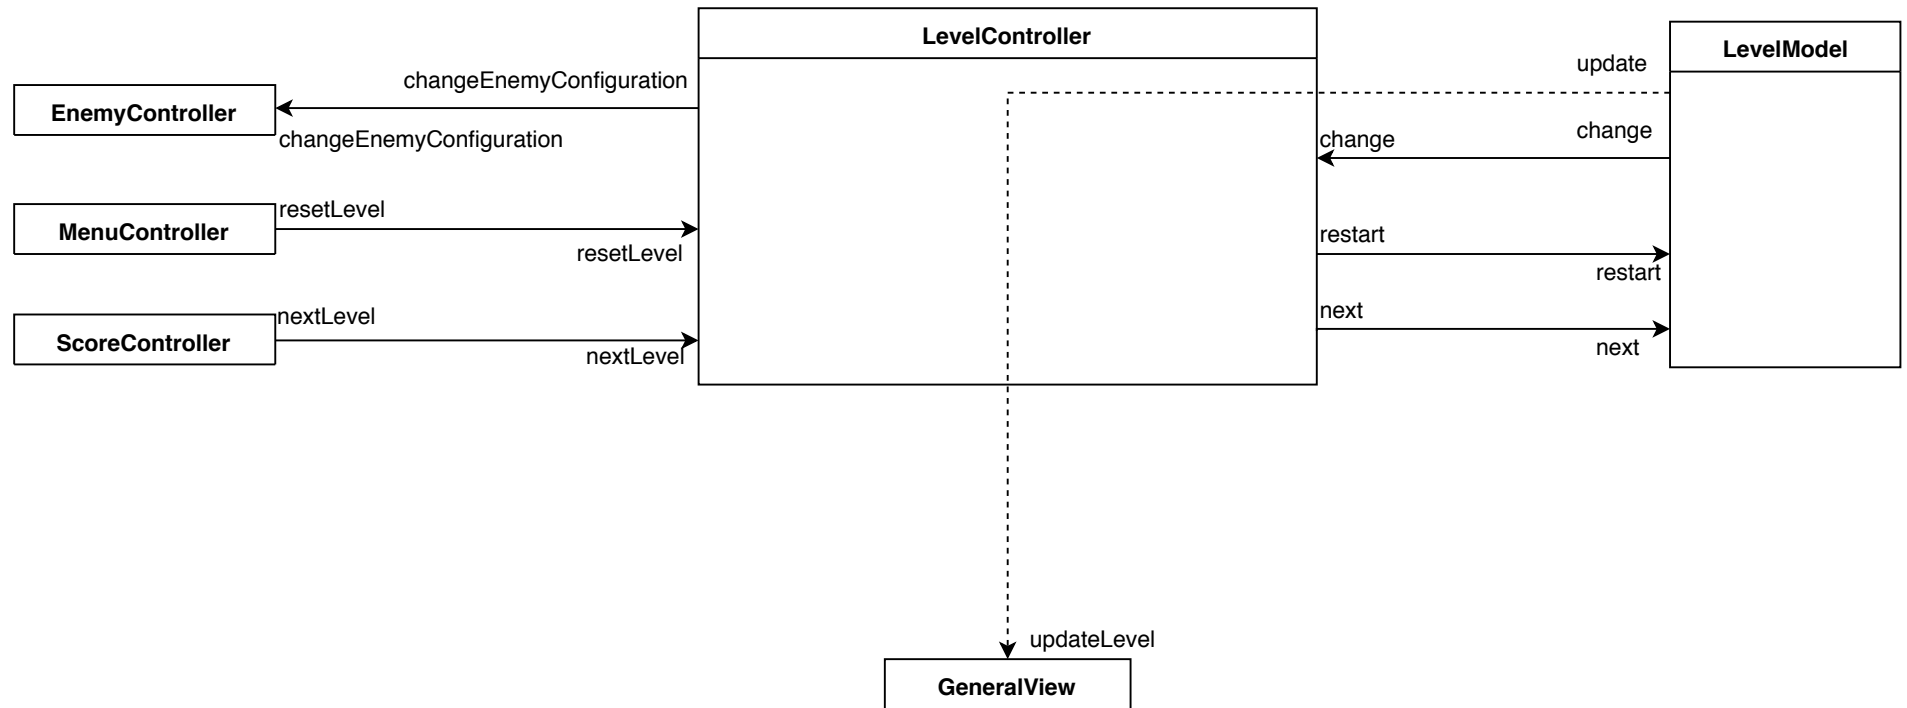 LevelController
LevelModel
update
changeEnemyConfiguration
EnemyController
changeEnemyConfiguration
change
change
resetLevel
MenuController
resetLevel
restart
restart
nextLevel
ScoreController
nextLevel
next
next
updateLevel
GeneralView